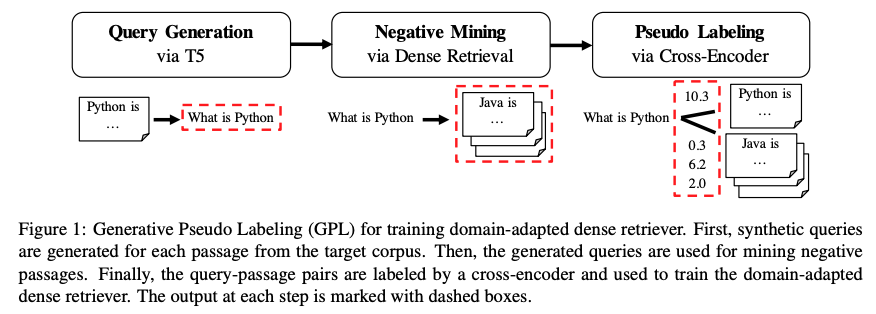 Query Generation
via T5
Negative Mining
via Dense Retrieval
Pseudo Labeling
via Cross-Encoder
Python is
...
What is Python
What is Python
Java is
...
What is Python
10.3
0.3
6.2
2.0
Python is
...
Java is
...
Figure 1: Generative Pseudo Labeling (GPL) for training domain-adapted dense retriever. First, synthetic queries
are generated for each passage from the target corpus. Then, the generated queries are used for mining negative
passages. Finally, the query-passage pairs are labeled by a cross-encoder and used to train the domain-adapted
dense retriever. The output at each step is marked with dashed boxes.